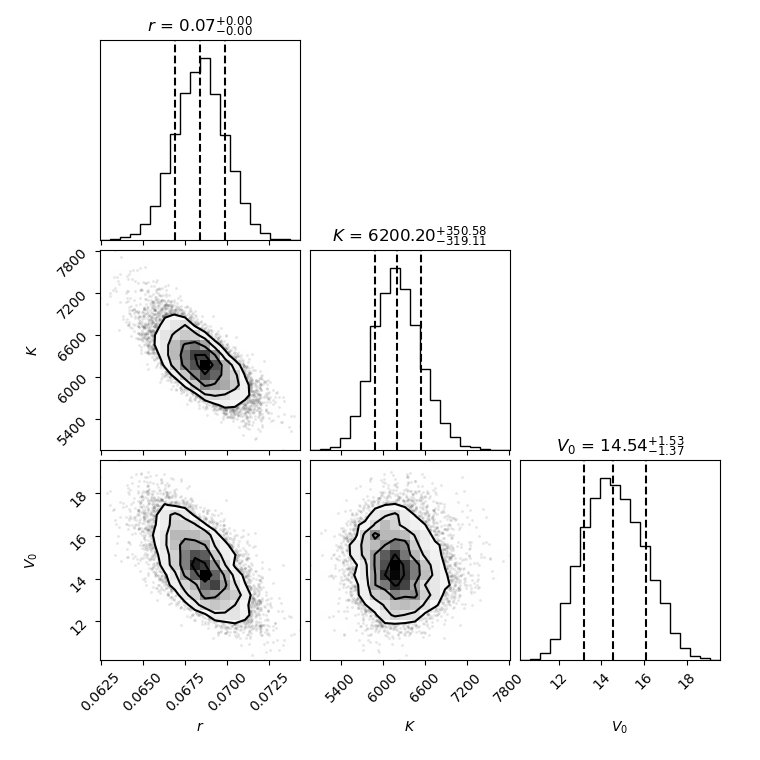 r = 0.07+0.00 −0.00
K = 6200.20+350.58 −319.11
V0 = 14.54+1.53 −1.37
7800
7200
6600
6000
5400
K
18
16
14
12
V0
0.0625 0.0650 0.0675 0.0700 0.0725
5400 6000 6600 7200 7800
12 14 16 18
r K V0